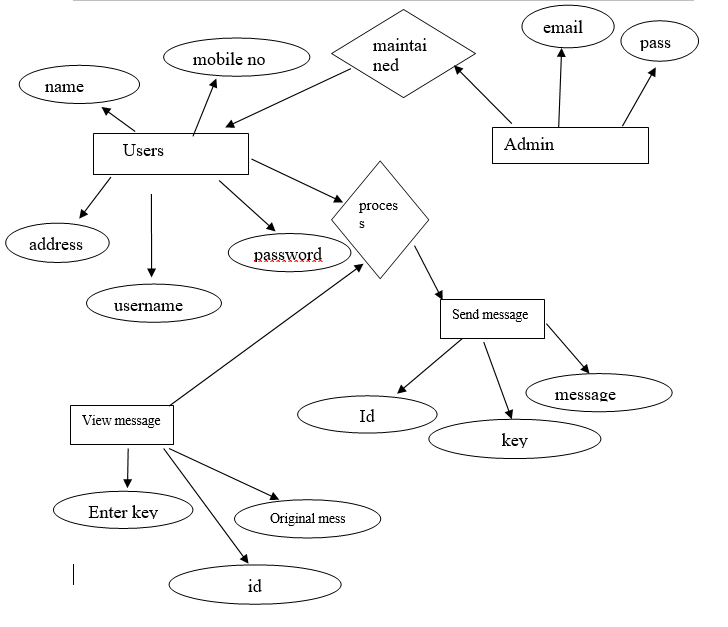 email
maintai
ned
pass
mobile no
name
Admin
Users
proces
s
address
password
username
Send message
message
Id
key
View message
Enter key
Original mess
id